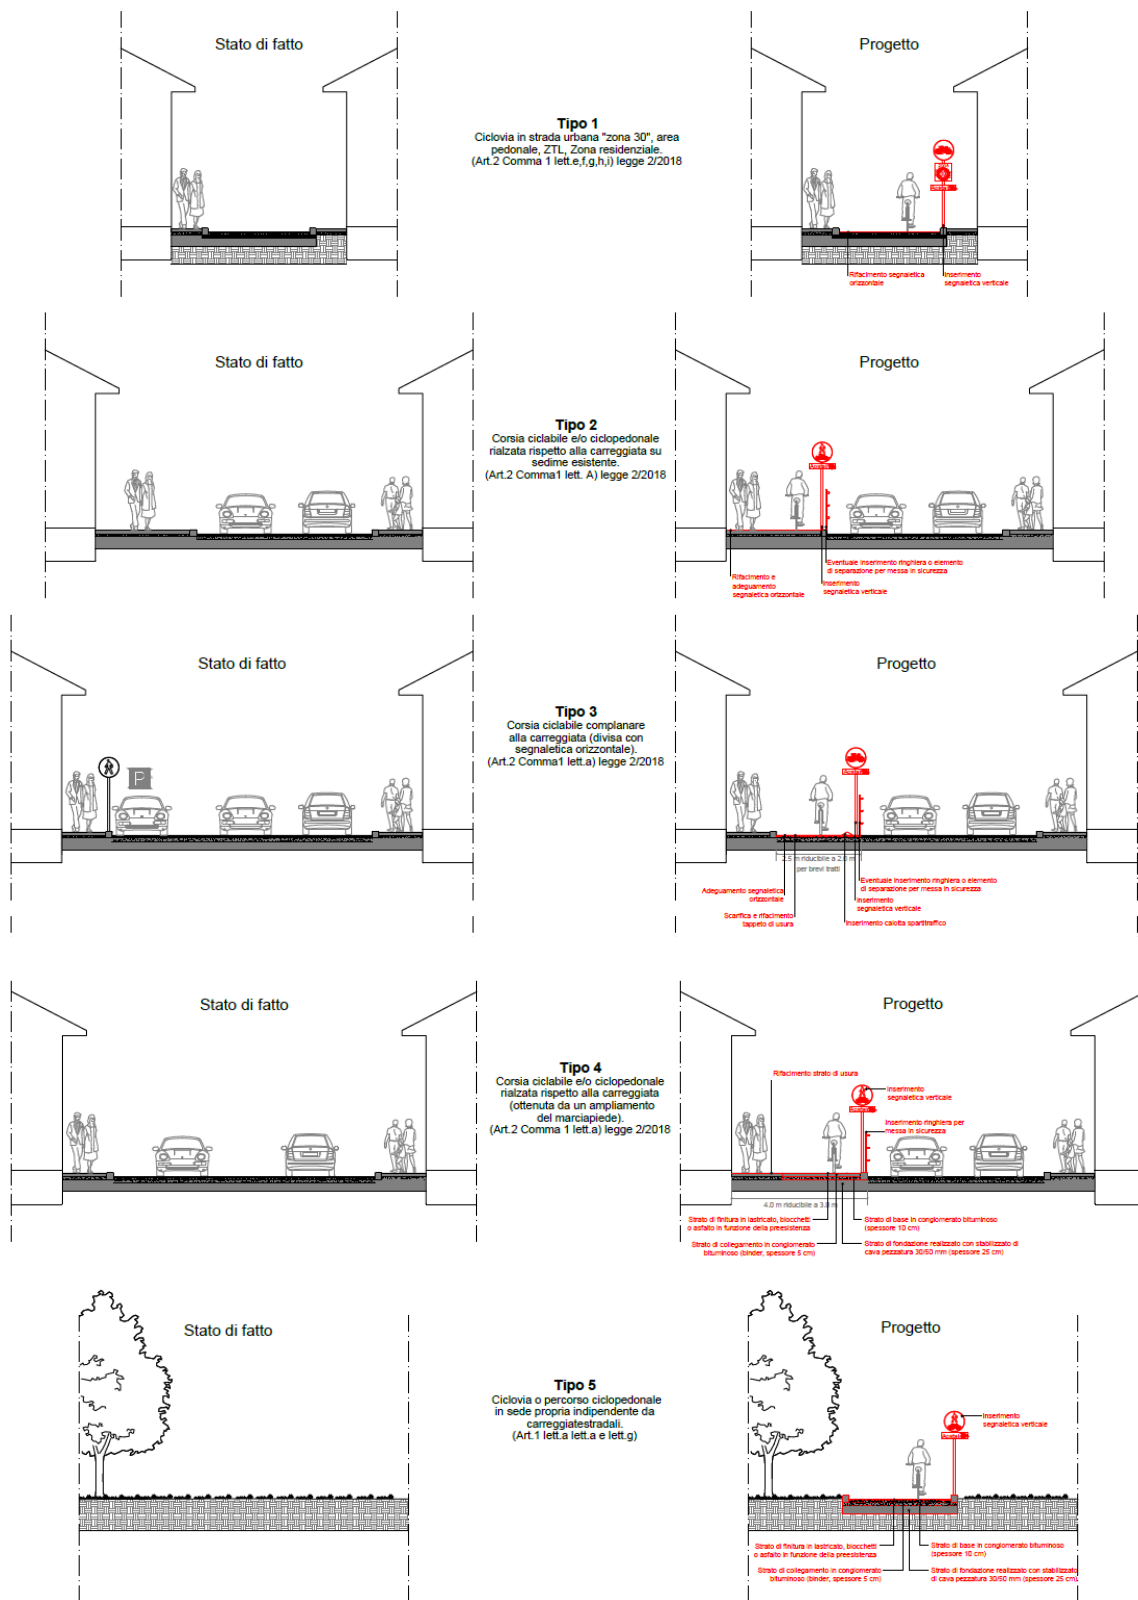 Stato di fatto
Progetto
Tipo 1
Ciclovia in strada urbana "zona 30", area
pedonale, ZTL, Zona residenziale.
(Art.2 Comma 1 lett.e,f,g,h,i) legge 2/2018
Rifacimento segnaletica
orizzontale
Inserimento
segnaletica verticale
Stato di fatto
Progetto
Tipo 2
Corsia ciclabile e/o ciclopedonale
rialzata rispetto alla carreggiata su
sedime esistente.
(Art.2 Comma1 lett. A) legge 2/2018
Eventuale inserimento ringhiera o elemento
di separazione per messa in sicurezza
Rifacimento e
adeguamento
segnaletica orizzontale
Inserimento
segnaletica verticale
Stato di fatto
Progetto
Tipo 3
Corsia ciclabile complanare
alla carreggiata (divisa con
segnaletica orizzontale).
(Art.2 Comma1 lett.a) legge 2/2018
P
2.5 m riducibile a 2.0 m
per brevi tratti
Eventuale inserimento ringhiera o elemento
di separazione per messa in sicurezza
Adeguamento segnaletica
orizzontale
Inserimento
segnaletica verticale
Scarifica e rifacimento
tappeto di usura
Inserimento calotta spartitraffico
Stato di fatto
Progetto
Tipo 4
Corsia ciclabile e/o ciclopedonale
rialzata rispetto alla carreggiata
(ottenuta da un ampliamento
del marciapiede).
(Art.2 Comma 1 lett.a) legge 2/2018
Rifacimento strato di usura
Inserimento
segnaletica verticale
Inserimento ringhiera per
messa in sicurezza
4.0 m riducibile a 3.0 m
Strato di finitura in lastricato, blocchetti
o asfalto in funzione della preesistenza
Strato di base in conglomerato bituminoso
(spessore 10 cm)
Strato di collegamento in conglomerato
bituminoso (binder, spessore 5 cm)
Strato di fondazione realizzato con stabilizzato di
cava pezzatura 30/50 mm (spessore 25 cm)
Stato di fatto
Progetto
Tipo 5
Ciclovia o percorso ciclopedonale
in sede propria indipendente da
carreggiatestradali.
(Art.1 lett.a lett.a e lett.g)
Inserimento
segnaletica verticale
Strato di finitura in lastricato, blocchetti
o asfalto in funzione della preesistenza
Strato di base in conglomerato bituminoso
(spessore 10 cm)
Strato di collegamento in conglomerato
bituminoso (binder, spessore 5 cm)
Strato di fondazione realizzato con stabilizzato
di cava pezzatura 30/50 mm (spessore 25 cm)